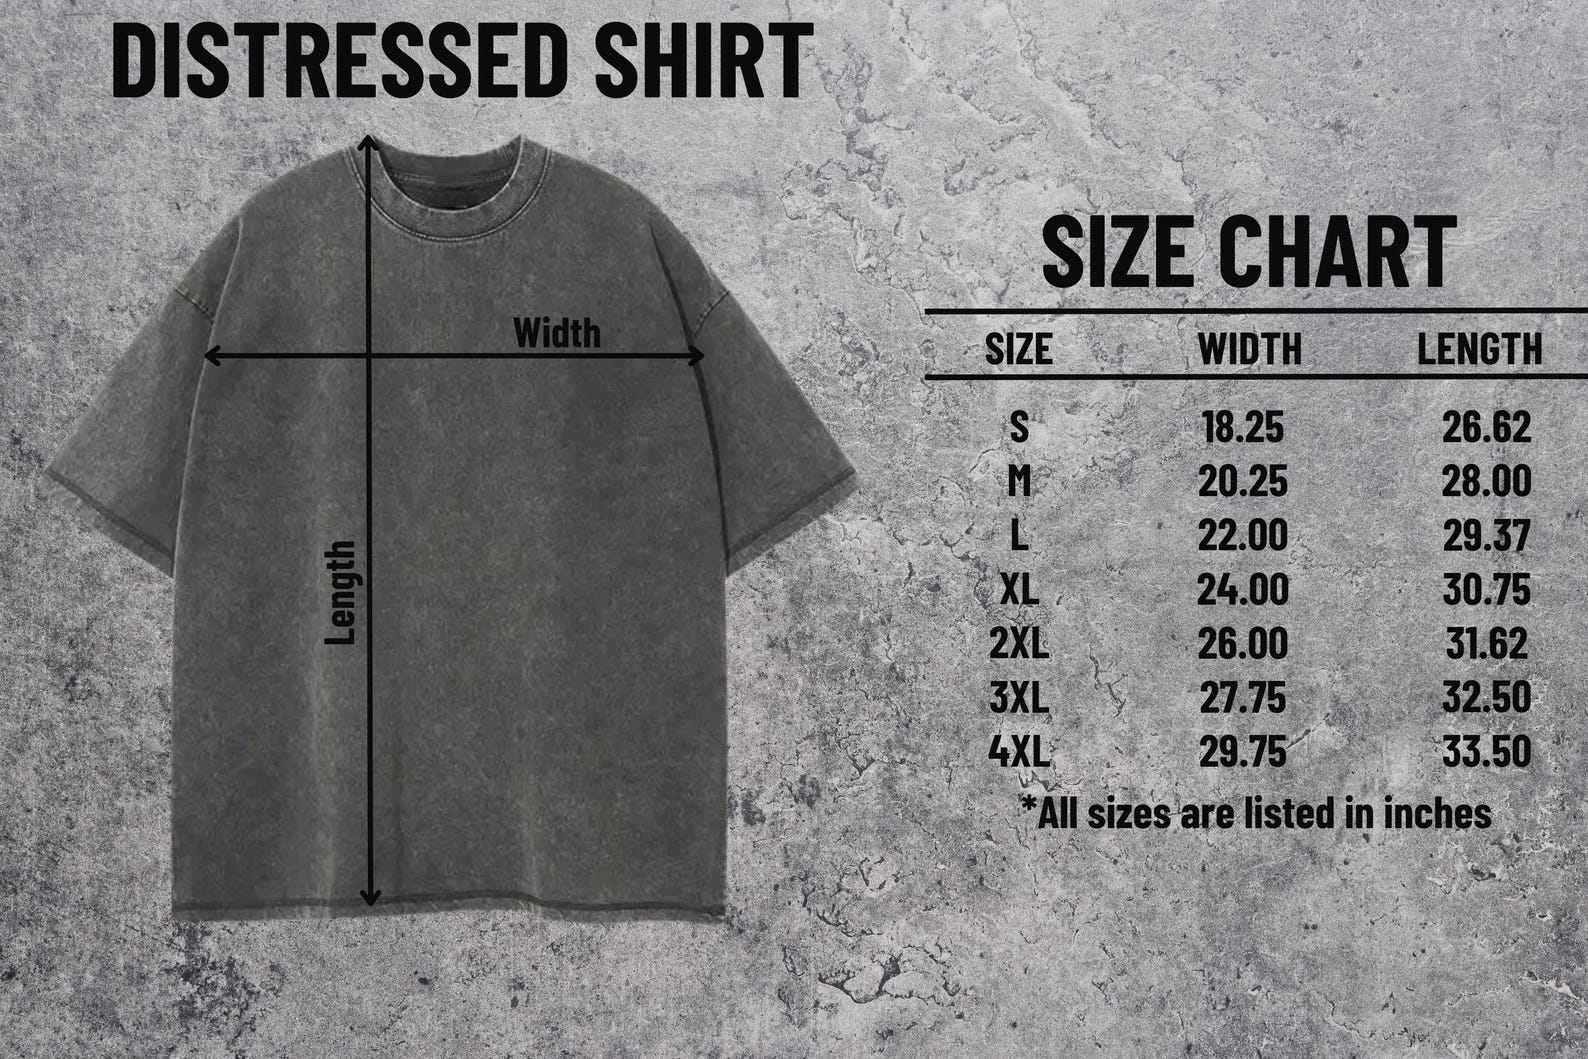 DISTRESSED SHIRT
Width
Length
SIZE CHART
SIZE WIDTH LENGTH
S 18.25 26.62
M 20.25 28.00
L 22.00 29.37
XL 24.00 30.75
2XL 26.00 31.62
3XL 27.75 32.50
4XL 29.75 33.50
*All sizes are listed in inches